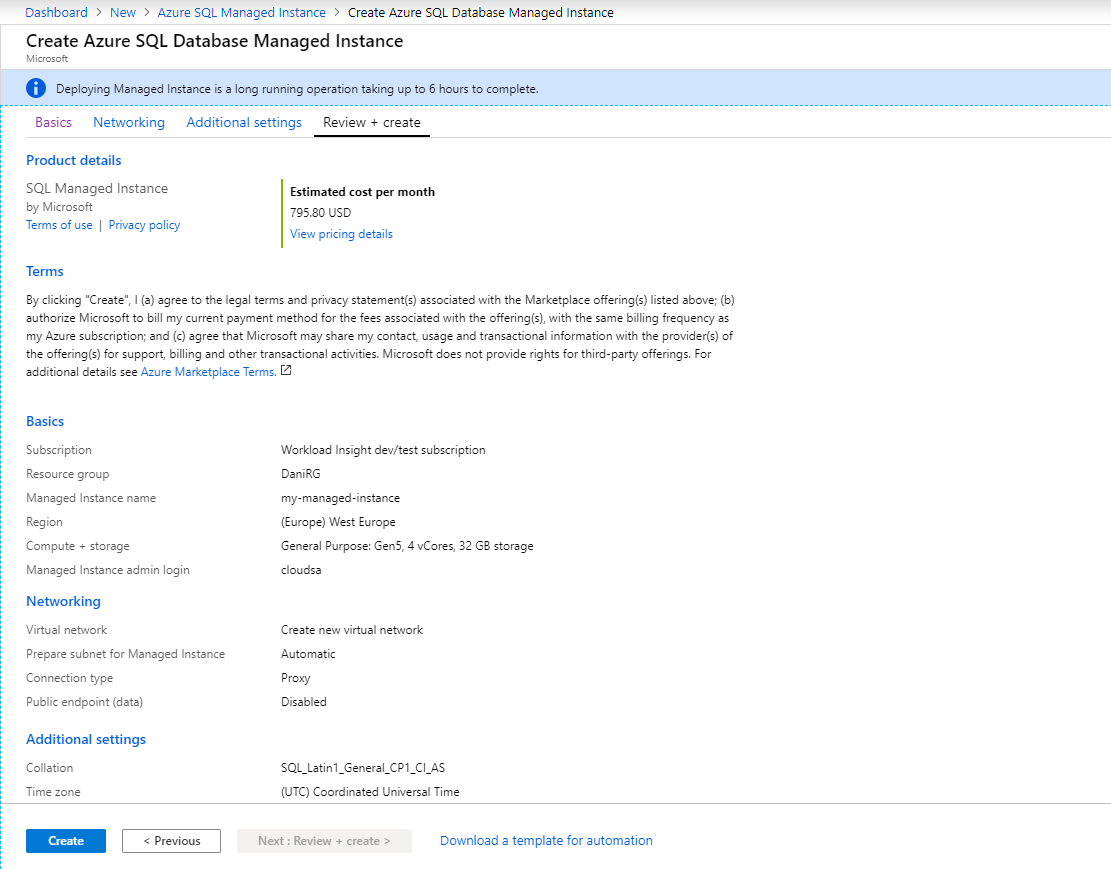 Dashboard > New > Azure SQL Managed Instance > Create Azure SQL Database Managed Instance
Create Azure SQL Database Managed Instance
Microsoft
Deploying Managed Instance is a long running operation taking up to 6 hours to complete.
Basics Networking Additional settings Review + create
Product details
SQL Managed Instance
by Microsoft
Terms of use | Privacy policy
Estimated cost per month
795.80 USD
View pricing details
Terms
By clicking "Create", I (a) agree to the legal terms and privacy statement(s) associated with the Marketplace offering(s) listed above; (b)
authorize Microsoft to bill my current payment method for the fees associated with the offering(s), with the same billing frequency as
my Azure subscription; and (c) agree that Microsoft may share my contact, usage and transactional information with the provider(s) of
the offering(s) for support, billing and other transactional activities. Microsoft does not provide rights for third-party offerings. For
additional details see Azure Marketplace Terms.
Basics
Subscription Workload Insight dev/test subscription
Resource group DaniRG
Managed Instance name my-managed-instance
Region (Europe) West Europe
Compute + storage General Purpose: Gen5, 4 vCores, 32 GB storage
Managed Instance admin login cloudsa
Networking
Virtual network Create new virtual network
Prepare subnet for Managed Instance Automatic
Connection type Proxy
Public endpoint (data) Disabled
Additional settings
Collation SQL_Latin1_General_CP1_CI_AS
Time zone (UTC) Coordinated Universal Time
Create < Previous Next : Review + create > Download a template for automation